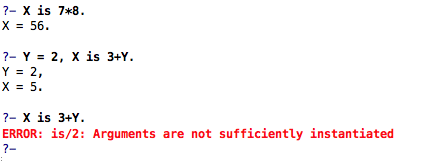 ?- X is 7*8.
X = 56.
?- Y = 2, X is 3+Y.
Y = 2,
X = 5.
?- X is 3+Y.
ERROR: is/2: Arguments are not sufficiently instantiated
?-